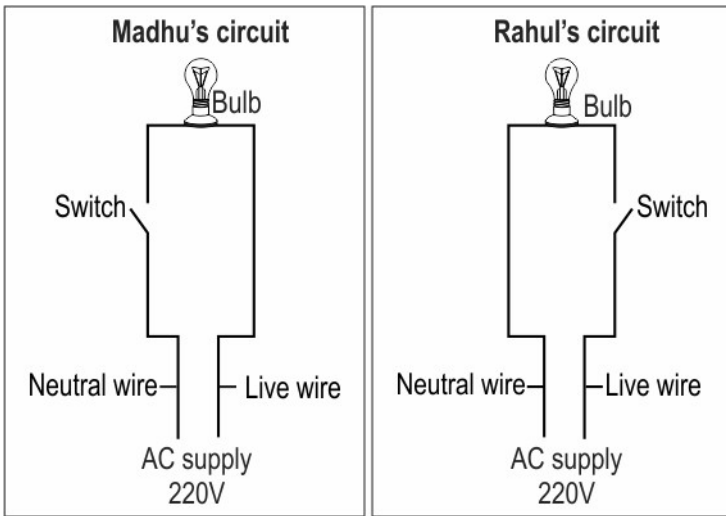 Madhu's circuit
Bulb
Switch
Neutral wire
Live wire
AC supply
220V
Rahul's circuit
Bulb
Switch
Neutral wire
Live wire
AC supply
220V